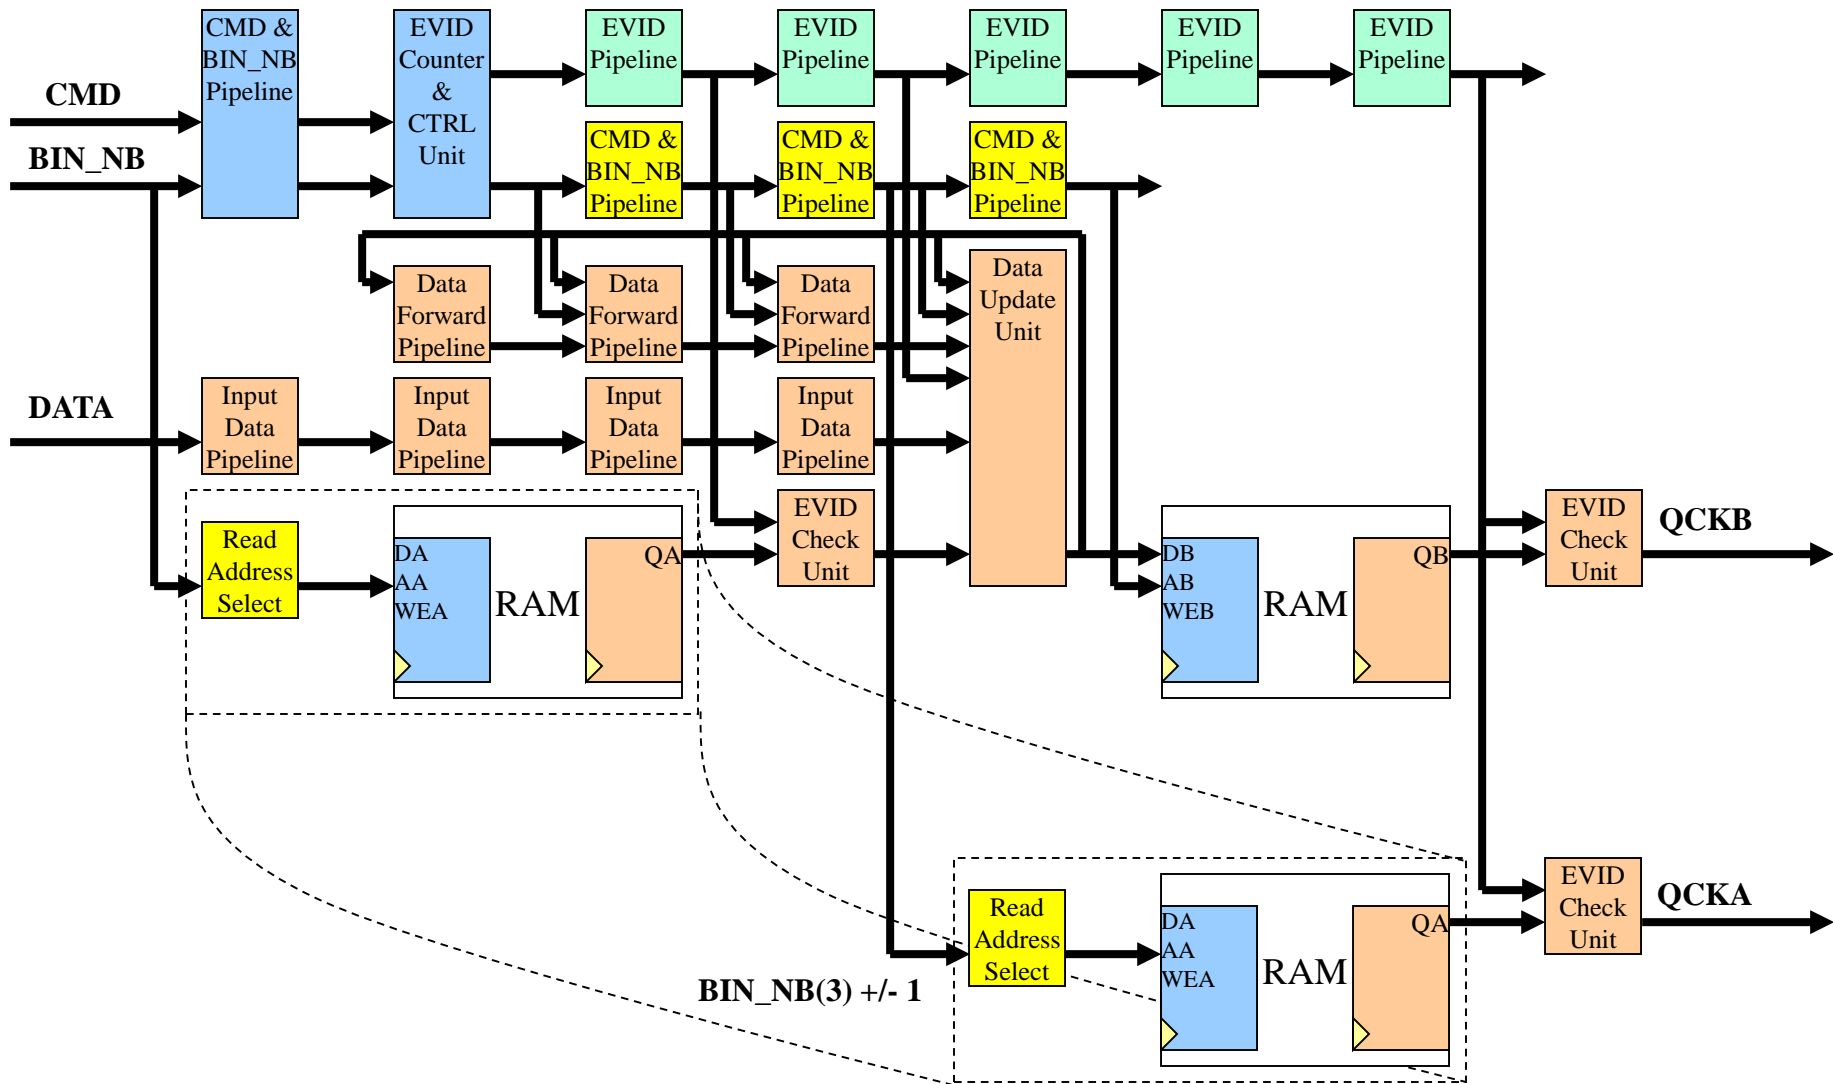 CMD &
BIN_NB
Pipeline
EVID
Counter
&
CTRL
Unit
EVID
Pipeline
EVID
Pipeline
EVID
Pipeline
EVID
Pipeline
EVID
Pipeline
CMD
BIN_NB
CMD &
BIN_NB
Pipeline
CMD &
BIN_NB
Pipeline
CMD &
BIN_NB
Pipeline
Data
Forward
Pipeline
Data
Forward
Pipeline
Data
Forward
Pipeline
Data
Update
Unit
DATA
Input
Data
Pipeline
Input
Data
Pipeline
Input
Data
Pipeline
Input
Data
Pipeline
Read
Address
Select
DA
AA
WEA
RAM
QA
EVID
Check
Unit
DB
AB
WEB
RAM
QB
EVID
Check
Unit
QCKB
Read
Address
Select
DA
AA
WEA
RAM
QA
EVID
Check
Unit
QCKA
BIN_NB(3) +/- 1